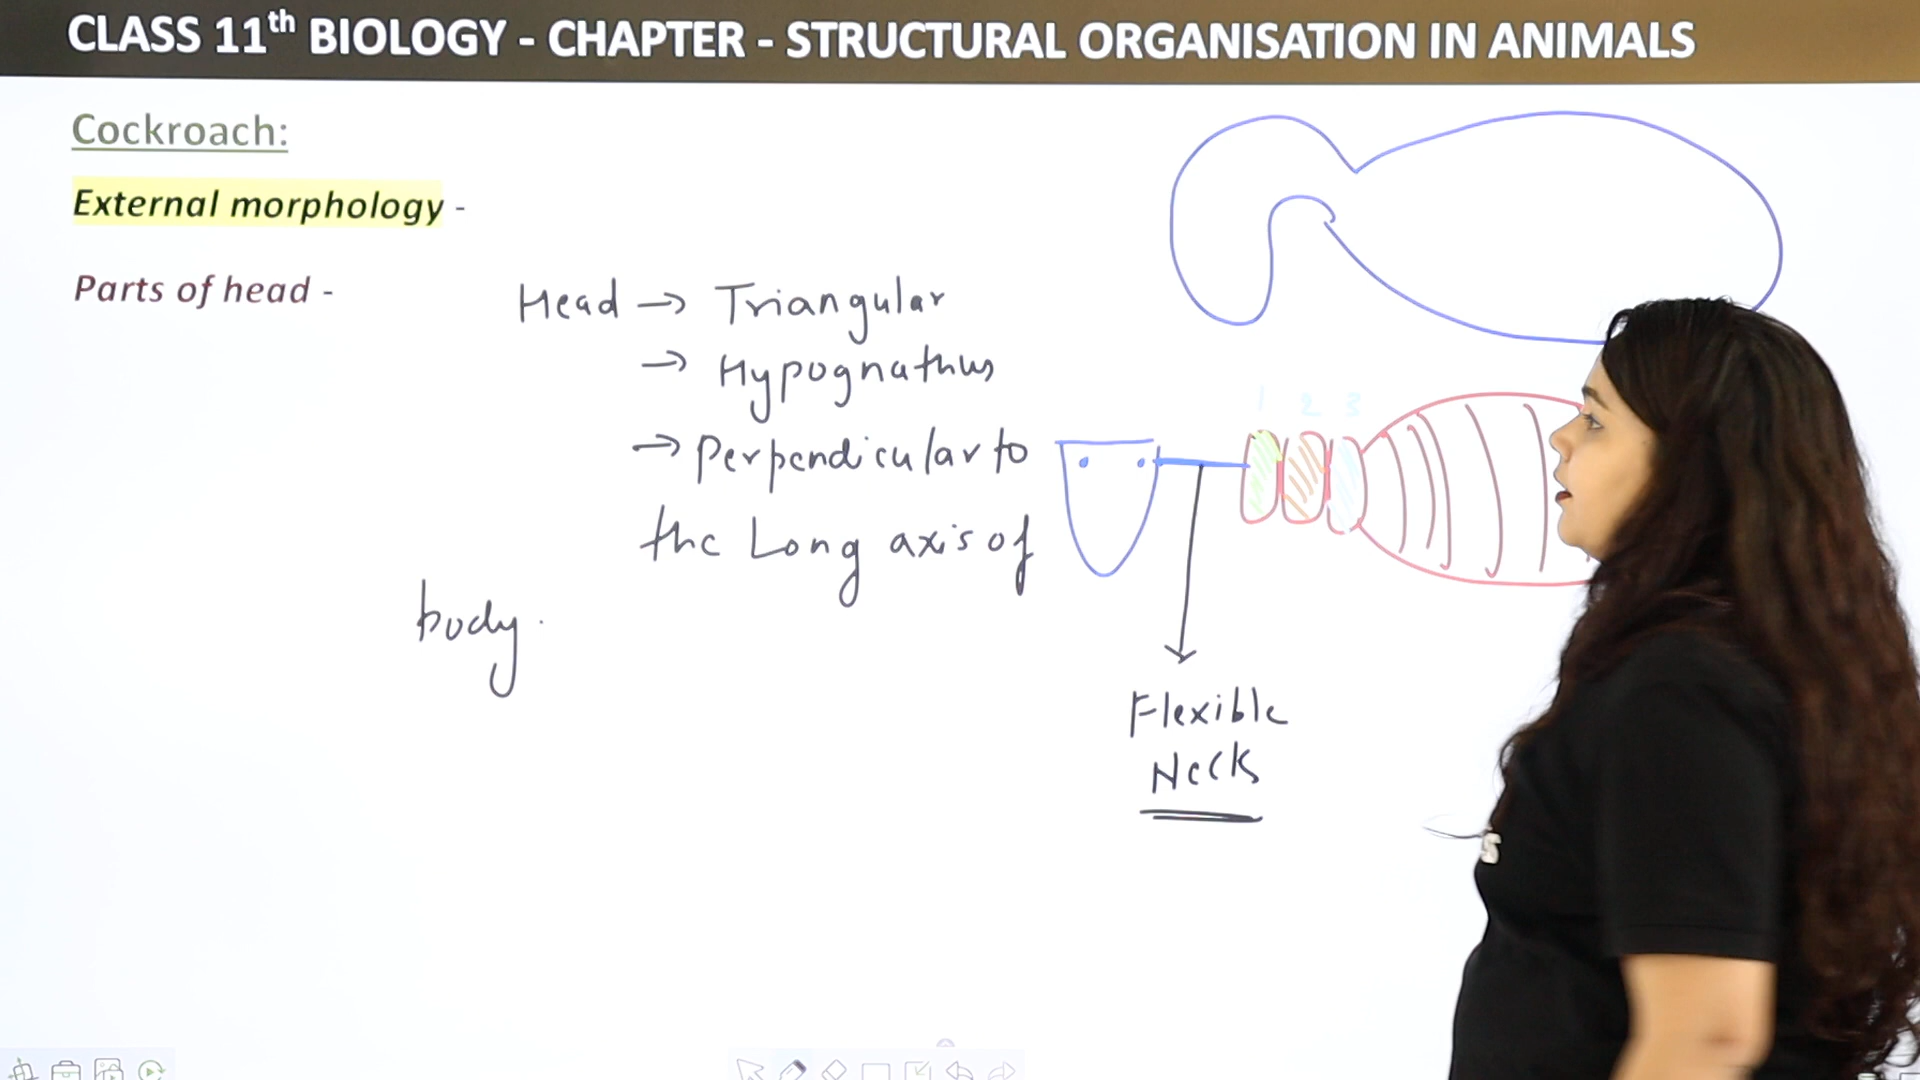 CLASS 11th BIOLOGY - CHAPTER - STRUCTURAL ORGANISATION IN ANIMALS
Cockroach:
External morphology -
Parts of head -
Head → Triangular
→ Hypognathus
→ Perpendicular to
the Long axis of
body.
1 2 3
Flexible
Neck